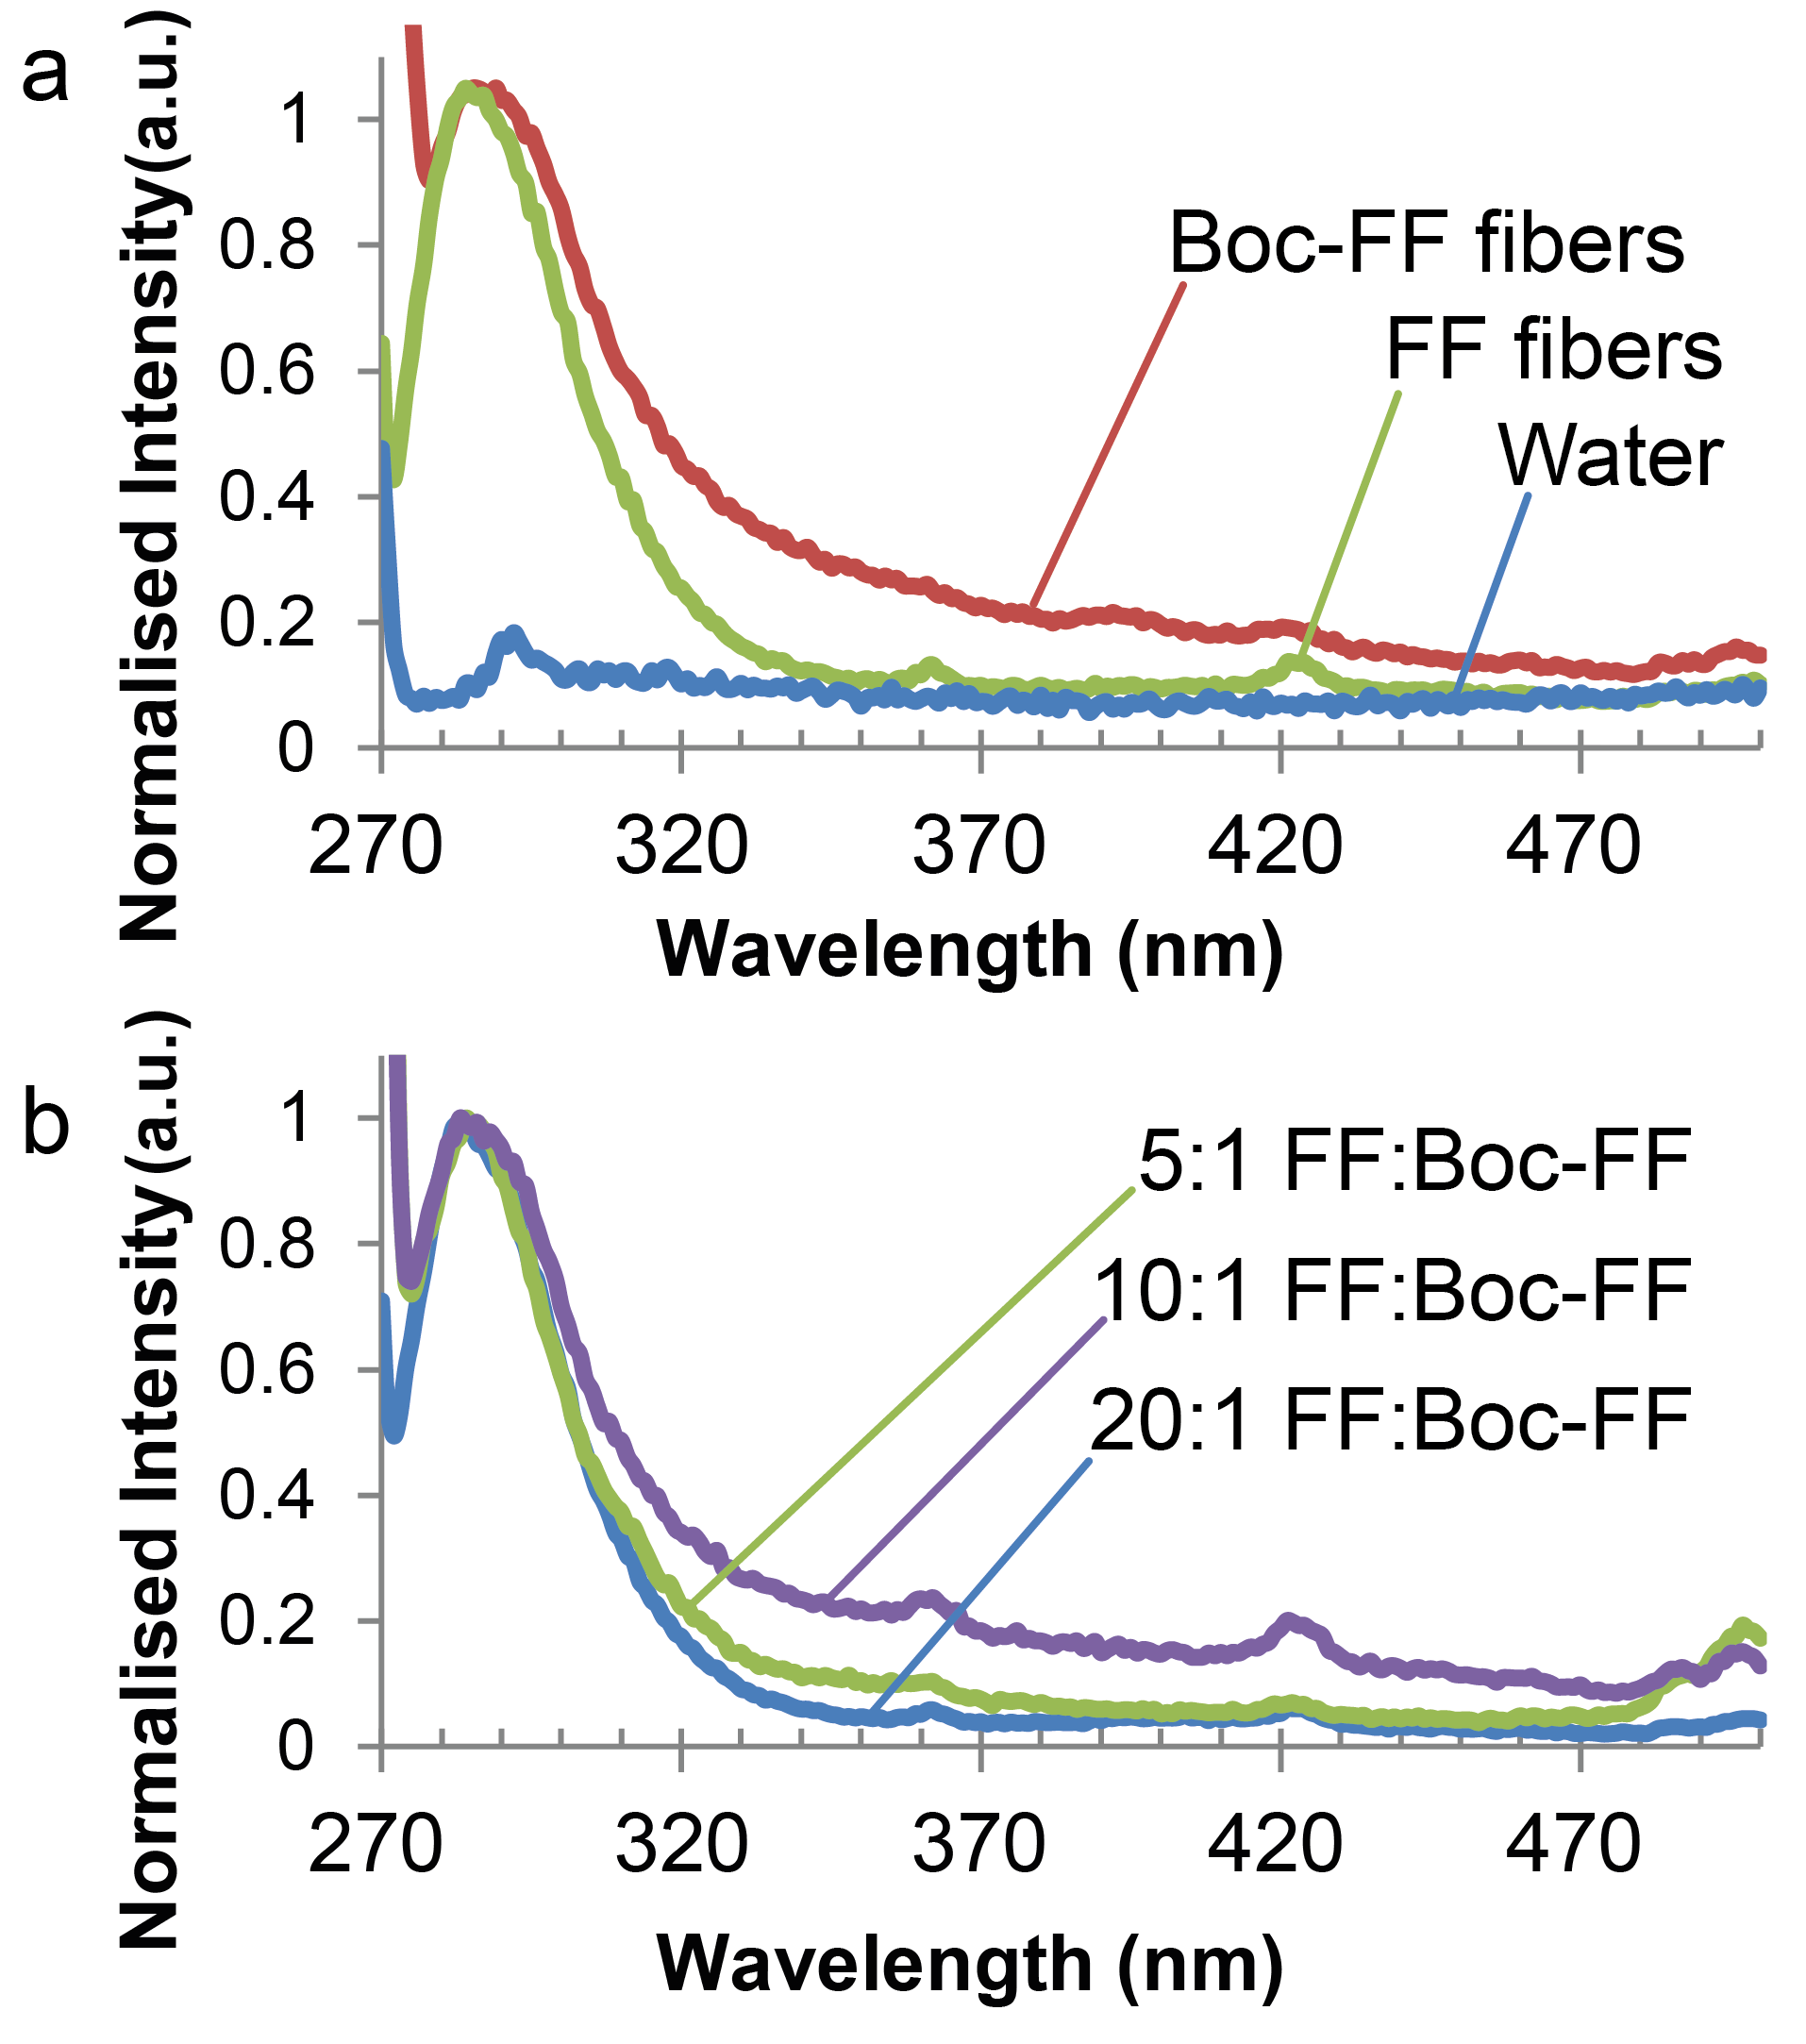 a
Normalised Intensity(a.u.)
1
0.8
0.6
0.4
0.2
0
Boc-FF fibers
FF fibers
Water
270 320 370 420 470
Wavelength (nm)
b
Normalised Intensity (a.u.)
1
0.8
0.6
0.4
0.2
0
5:1 FF:Boc-FF
10:1 FF:Boc-FF
20:1 FF:Boc-FF
270 320 370 420 470
Wavelength (nm)